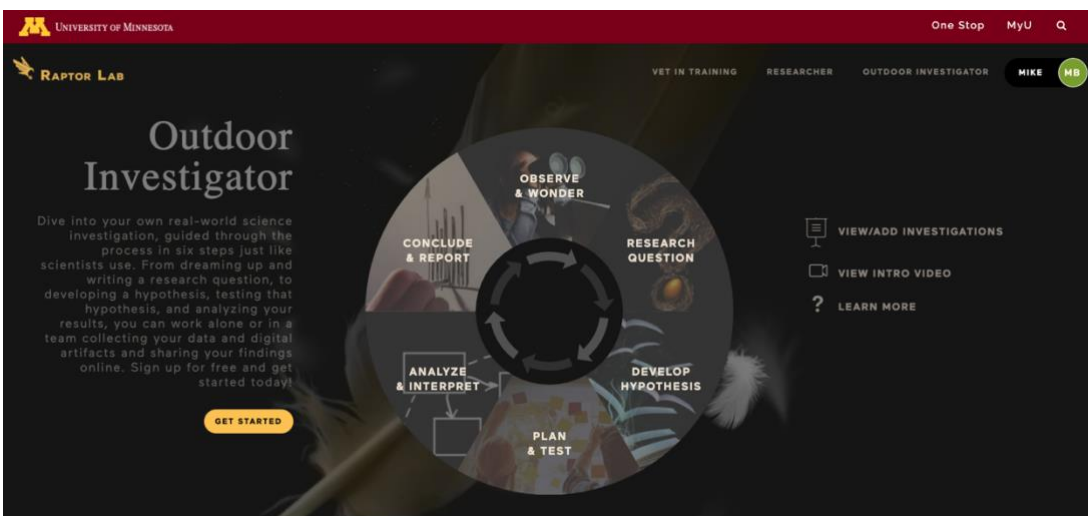 UNIVERSITY OF MINNESOTA
One Stop
MyU
RAPTOR LAB
VET IN TRAINING
RESEARCHER
OUTDOOR INVESTIGATOR
MIKE
MB
Outdoor
Investigator
Dive into your own real-world science
investigation, guided through the
process in six steps just like
scientists use. From dreaming up and
writing a research question, to
developing a hypothesis, testing that
hypothesis, and analyzing your
results, you can work alone or in a
team collecting your data and digital
artifacts and sharing your findings
online. Sign up for free and get
started today!
GET STARTED
OBSERVE
& WONDER
RESEARCH
QUESTION
DEVELOP
HYPOTHESIS
PLAN
& TEST
ANALYZE
& INTERPRET
CONCLUDE
& REPORT
VIEW/ADD INVESTIGATIONS
VIEW INTRO VIDEO
? LEARN MORE